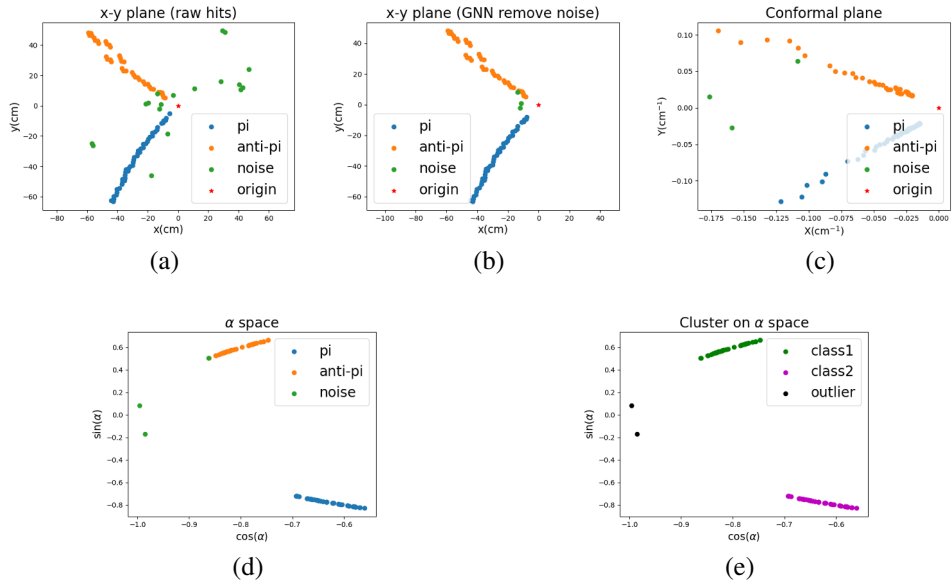 x-y plane (raw hits)
y(cm)
40
20
0
−20
−40
−60
pi
anti-pi
noise
origin
−80 −60 −40 −20 0 20 40 60
x(cm)
(a)
x-y plane (GNN remove noise)
y(cm)
40
20
0
−20
−40
−60
pi
anti-pi
noise
origin
−100 −80 −60 −40 −20 0 20 40
x(cm)
(b)
Conformal plane
Y(cm⁻¹)
0.10
0.05
0.00
−0.05
−0.10
pi
anti-pi
noise
origin
−0.175 −0.150 −0.125 −0.100 −0.075 −0.050 −0.025 0.000
X(cm⁻¹)
(c)
α space
sin(α)
0.6
0.4
0.2
0.0
−0.2
−0.4
−0.6
−0.8
pi
anti-pi
noise
−1.0 −0.9 −0.8 −0.7 −0.6
cos(α)
(d)
Cluster on α space
sin(α)
0.6
0.4
0.2
0.0
−0.2
−0.4
−0.6
−0.8
class1
class2
outlier
−1.0 −0.9 −0.8 −0.7 −0.6
cos(α)
(e)